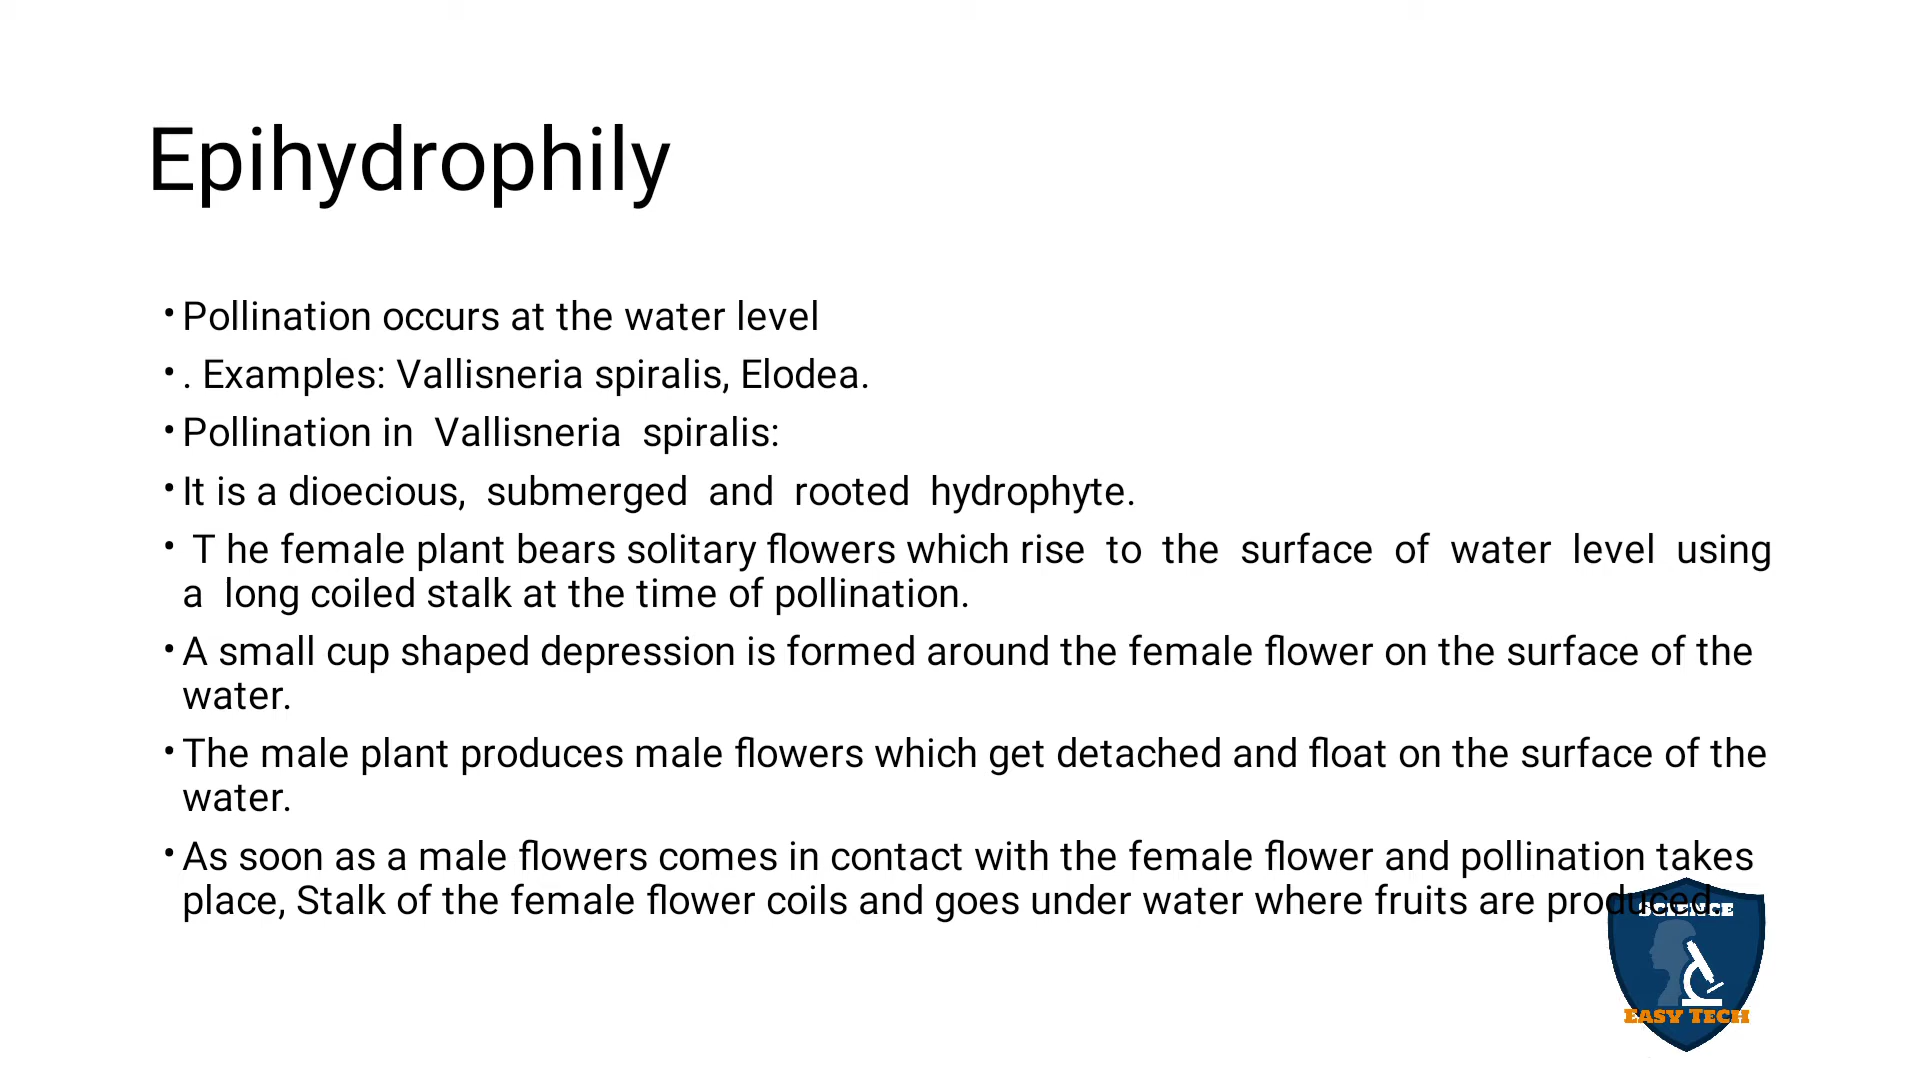 Epihydrophily
• Pollination occurs at the water level
• . Examples: Vallisneria spiralis, Elodea.
• Pollination in  Vallisneria  spiralis:
• It is a dioecious,  submerged  and  rooted  hydrophyte.
•  T he female plant bears solitary flowers which rise  to  the  surface  of  water  level  using
a  long coiled stalk at the time of pollination.
• A small cup shaped depression is formed around the female flower on the surface of the
water.
• The male plant produces male flowers which get detached and float on the surface of the
water.
• As soon as a male flowers comes in contact with the female flower and pollination takes
place, Stalk of the female flower coils and goes under water where fruits are produced.
SCIENCE
EASY TECH